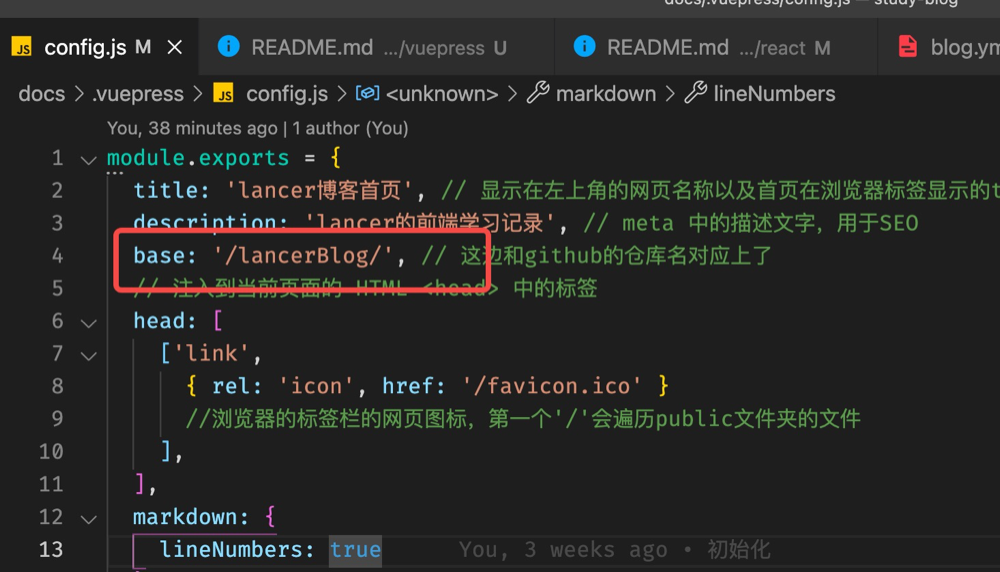 docs/.vuepress/config.js — study-blog
JS config.js M × README.md .../vuepress U README.md .../react M blog.ym
docs > .vuepress > JS config.js > <unknown> > markdown > lineNumbers
You, 38 minutes ago | 1 author (You)
1 module.exports = {
2 title: 'lancer博客首页', // 显示在左上角的网页名称以及首页在浏览器标签显示的t
3 description: 'lancer的前端学习记录', // meta 中的描述文字，用于SEO
4 base: '/lancerBlog/', // 这边和github的仓库名对应上了
5 // 注入到当前页面的 HTML <head> 中的标签
6 head: [
7 ['link',
8 { rel: 'icon', href: '/favicon.ico' }
9 //浏览器的标签栏的网页图标，第一个'/'会遍历public文件夹的文件
10 ],
11 ],
12 markdown: {
13 lineNumbers: true You, 3 weeks ago • 初始化